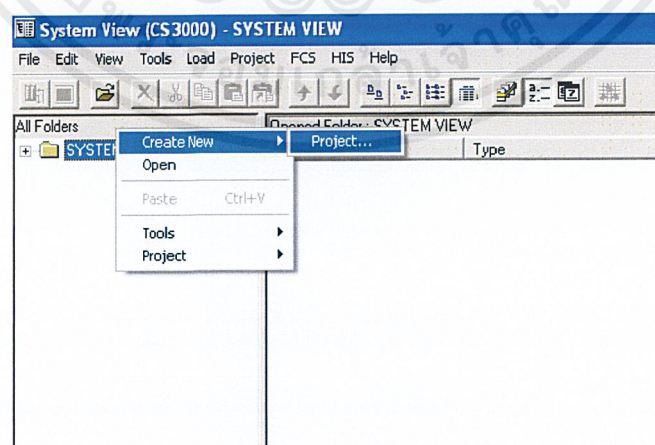 System View (CS3000) - SYSTEM VIEW
File Edit View Tools Load Project FCS HIS Help
All Folders
Opened Folder : SYSTEM VIEW
Type
Create New
Project...
Open
Paste Ctrl+V
Tools
Project